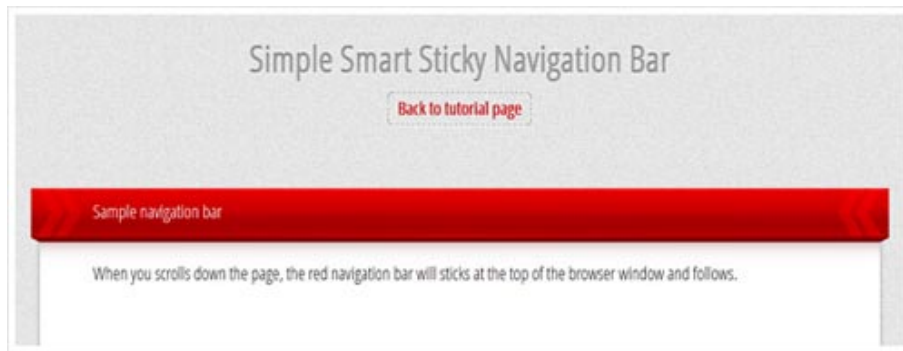 Simple Smart Sticky Navigation Bar
Back to tutorial page
Sample navigation bar
When you scrolls down the page, the red navigation bar will sticks at the top of the browser window and follows.